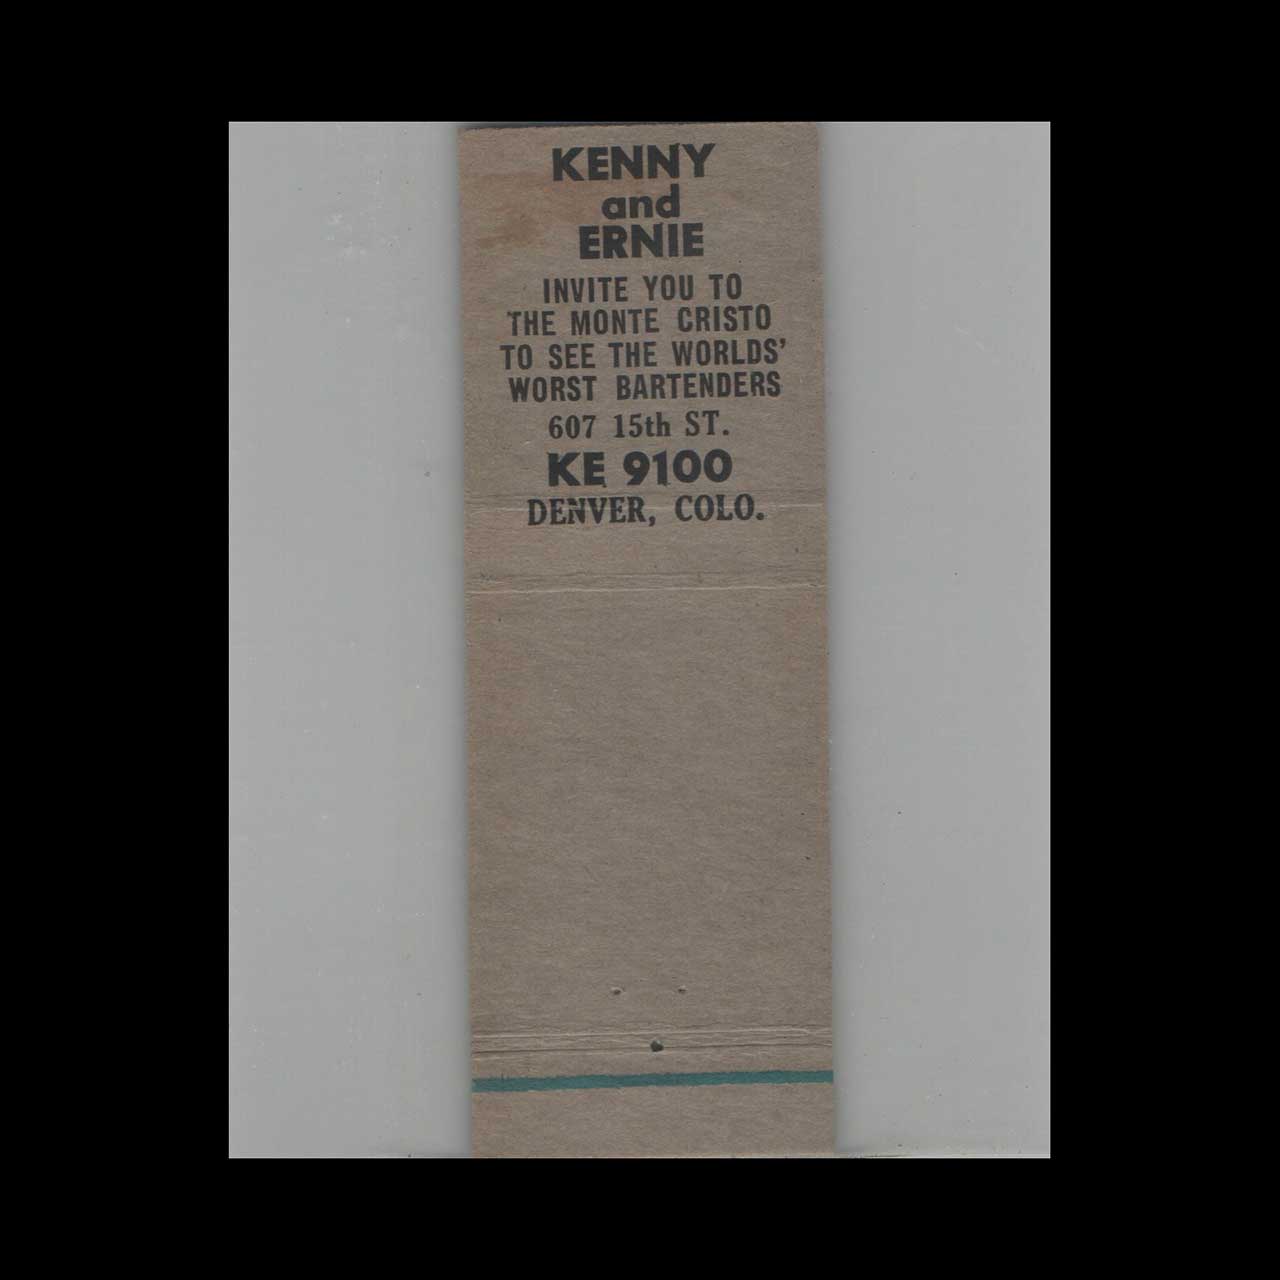 KENNY
and
ERNIE
INVITE YOU TO
THE MONTE CRISTO
TO SEE THE WORLDS'
WORST BARTENDERS
607 15th ST.
KE 9100
DENVER, COLO.